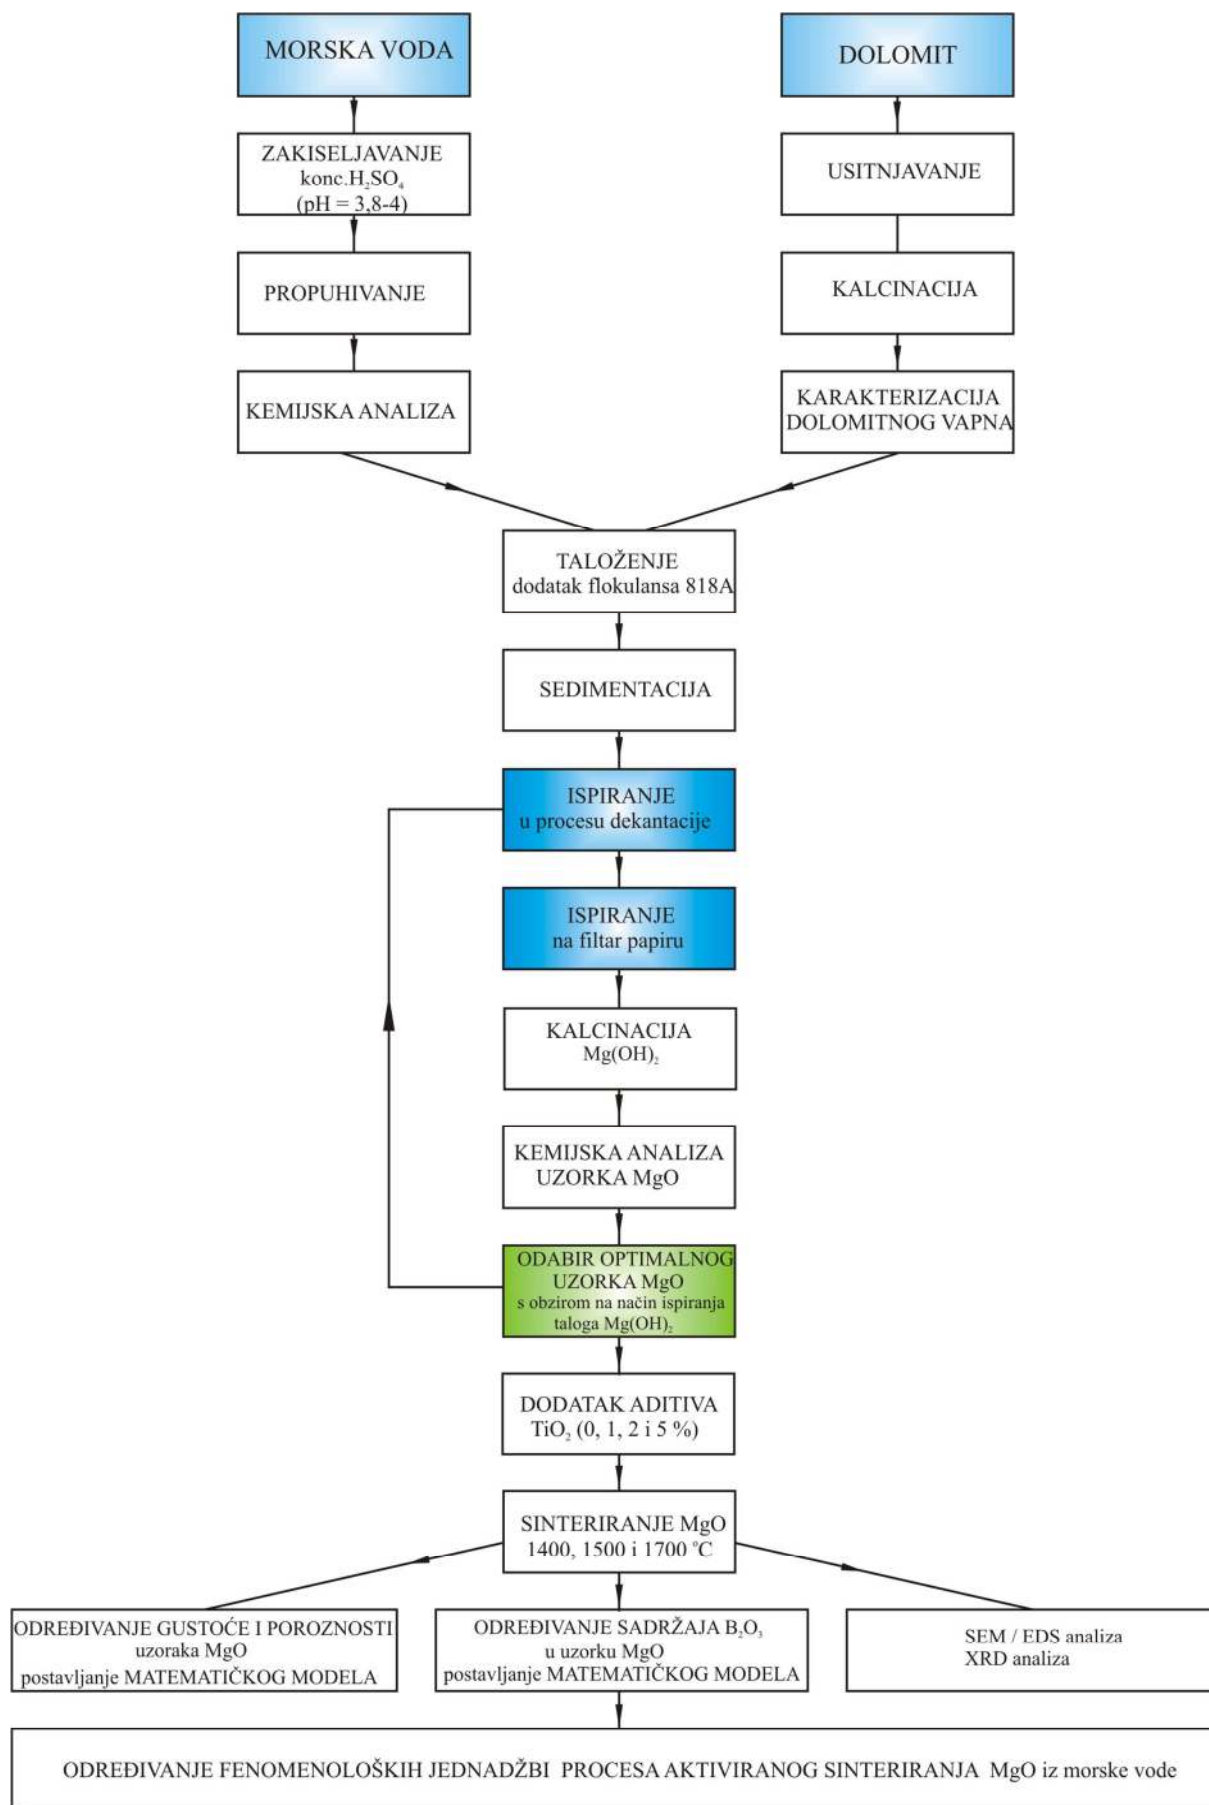 MORSKA VODA
DOLOMIT
ZAKISELJAVANJE
konc.H₂SO₄
(pH = 3,8-4)
USITNJAVANJE
PROPUHIVANJE
KALCINACIJA
KEMIJSKA ANALIZA
KARAKTERIZACIJA
DOLOMITNOG VAPNA
TALOŽENJE
dodatak flokulansa 818A
SEDIMENTACIJA
ISPIRANJE
u procesu dekantacije
ISPIRANJE
na filtar papiru
KALCINACIJA
Mg(OH)₂
KEMIJSKA ANALIZA
UZORKA MgO
ODABIR OPTIMALNOG
UZORKA MgO
s obzirom na način ispiranja
taloga Mg(OH)₂
DODATAK ADITIVA
TiO₂ (0, 1, 2 i 5 %)
SINTERIRANJE MgO
1400, 1500 i 1700 °C
ODREĐIVANJE GUSTOĆE I POROZNOSTI
uzoraka MgO
postavljanje MATEMATIČKOG MODELA
ODREĐIVANJE SADRŽAJA B₂O₃
u uzorku MgO
postavljanje MATEMATIČKOG MODELA
SEM / EDS analiza
XRD analiza
ODREĐIVANJE FENOMENOLOŠKIH JEDNADŽBI PROCESA AKTIVIRANOG SINTERIRANJA MgO iz morske vode